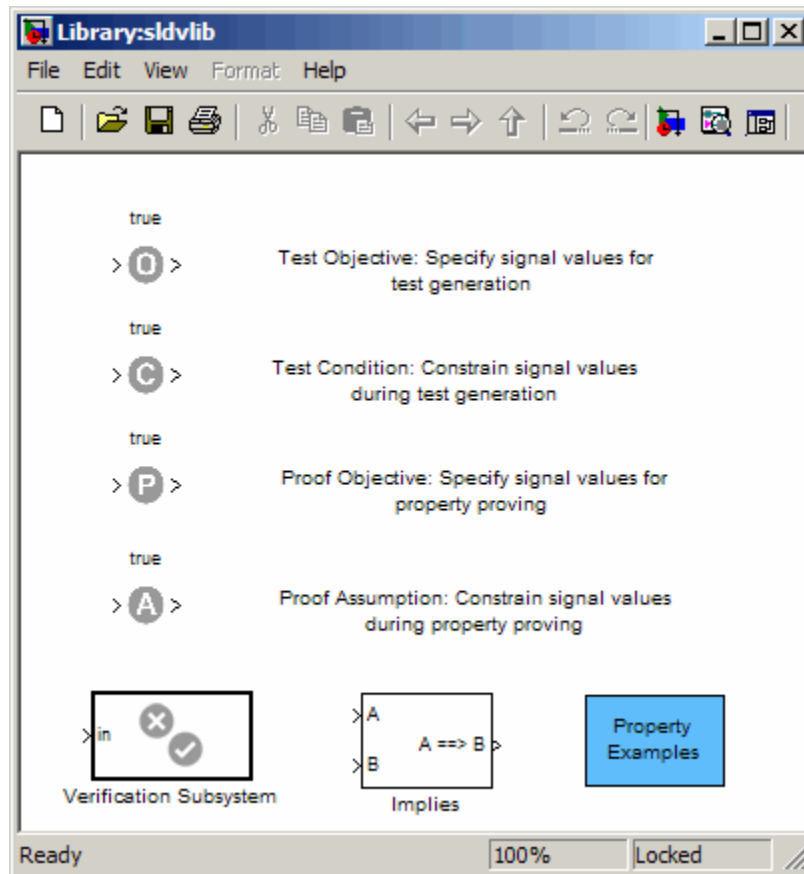 Library:sldvlib
File Edit View Format Help
true
O
Test Objective: Specify signal values for
test generation
true
C
Test Condition: Constrain signal values
during test generation
true
P
Proof Objective: Specify signal values for
property proving
true
A
Proof Assumption: Constrain signal values
during property proving
in
Verification Subsystem
A
B
A ==> B
Implies
Property
Examples
Ready 100% Locked